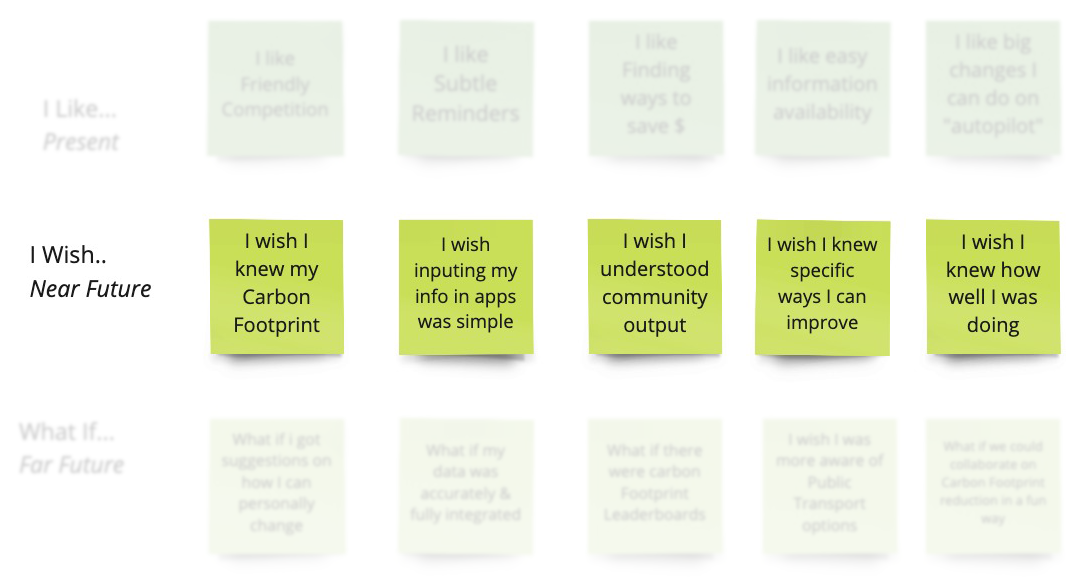 I Like...
Present
I like
Friendly
Competition
I like
Subtle
Reminders
I like
Finding
ways to
save $
I like easy
information
availability
I like big
changes I
can do on
"autopilot"
I Wish..
Near Future
I wish I
knew my
Carbon
Footprint
I wish
inputing my
info in apps
was simple
I wish I
understood
community
output
I wish I knew
specific
ways I can
improve
I wish I
knew how
well I was
doing
What If...
Far Future
What if i got
suggestions on
how I can
personally
change
What if my
data was
accurately &
fully integrated
What if there
were carbon
Footprint
Leaderboards
I wish I was
more aware of
Public
Transport
options
What if we could
collaborate on
Carbon Footprint
reduction in a fun
way